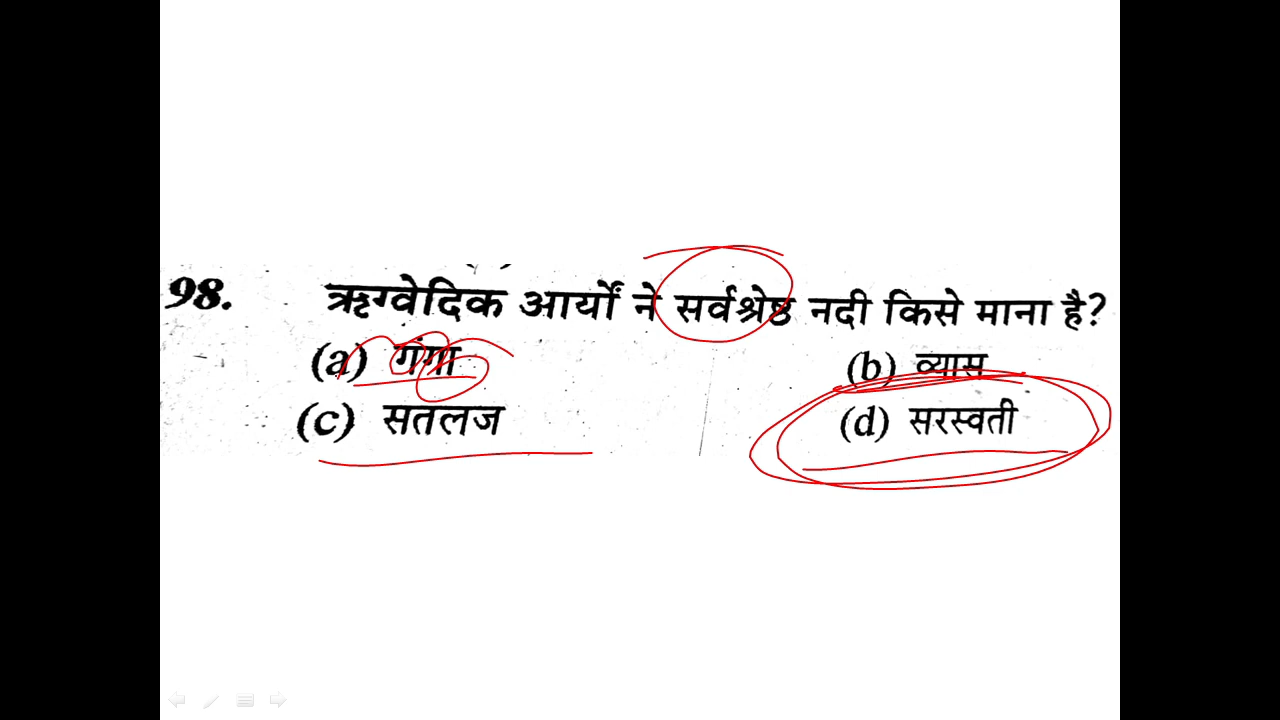 98. ऋग्वेदिक आर्यों ने सर्वश्रेष्ठ नदी किसे माना है?
(a) गंगा (b) व्यास
(c) सतलज (d) सरस्वती